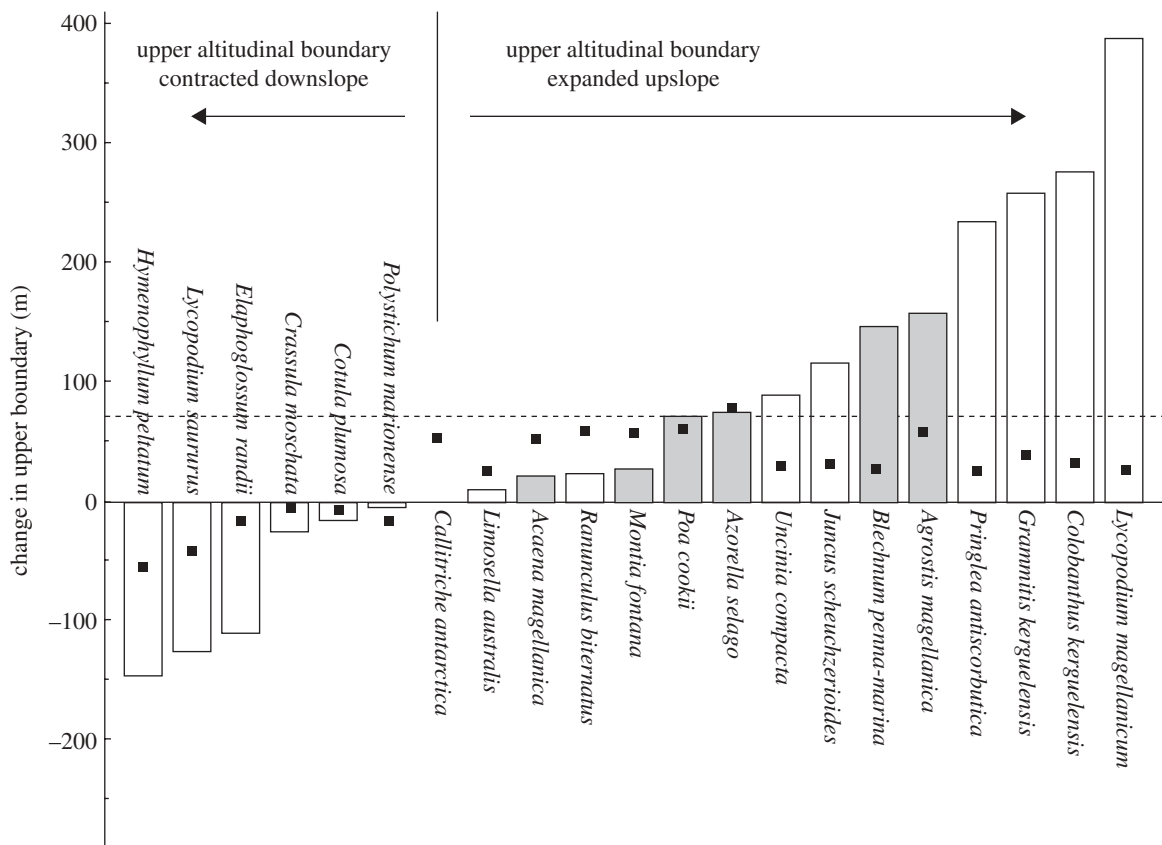 400
300
200
100
0
–100
–200
change in upper boundary (m)
upper altitudinal boundary
contracted downslope
upper altitudinal boundary
expanded upslope
Hymenophyllum peltatum
Lycopodium saururus
Elaphoglossum randii
Crassula moschata
Cotula plumosa
Polystichum marionense
Callitriche antarctica
Limosella australis
Acaena magellanica
Ranunculus biternatus
Montia fontana
Poa cookii
Azorella selago
Uncinia compacta
Juncus scheuchzerioides
Blechnum penna-marina
Agrostis magellanica
Pringlea antiscorbutica
Grammitis kerguelensis
Colobanthus kerguelensis
Lycopodium magellanicum